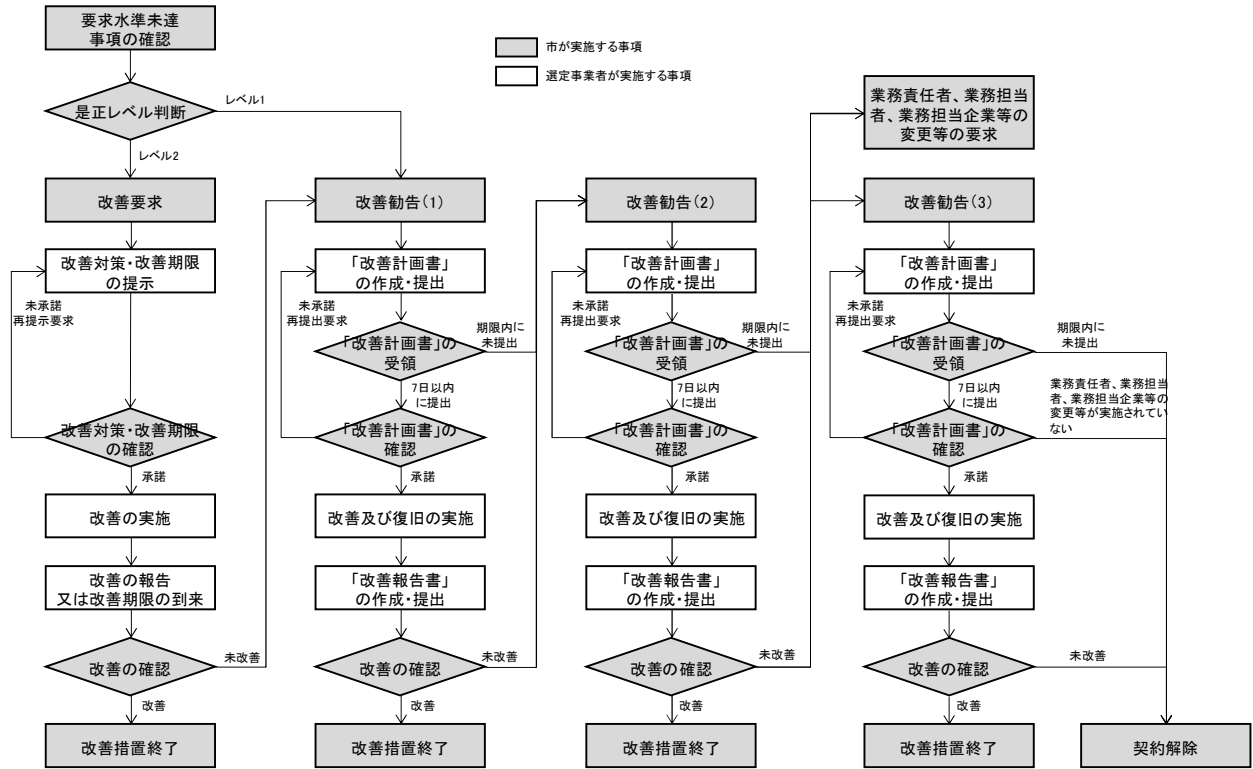 要求水準未達
事項の確認
市が実施する事項
選定事業者が実施する事項
是正レベル判断
レベル1
レベル2
改善要求
改善対策・改善期限
の提示
未承諾
再提示要求
改善対策・改善期限
の確認
承諾
改善の実施
改善の報告
又は改善期限の到来
改善の確認
未改善
改善
改善措置終了
改善勧告(1)
「改善計画書」
の作成・提出
未承諾
再提出要求
「改善計画書」の
受領
期限内に
未提出
7日以内
に提出
「改善計画書」の
確認
承諾
改善及び復旧の実施
「改善報告書」
の作成・提出
改善の確認
未改善
改善
改善措置終了
改善勧告(2)
「改善計画書」
の作成・提出
未承諾
再提出要求
「改善計画書」の
受領
期限内に
未提出
7日以内
に提出
「改善計画書」の
確認
承諾
改善及び復旧の実施
「改善報告書」
の作成・提出
改善の確認
未改善
改善
改善措置終了
業務責任者、業務担当
者、業務担当企業等の
変更等の要求
改善勧告(3)
「改善計画書」
の作成・提出
未承諾
再提出要求
「改善計画書」の
受領
期限内に
未提出
7日以内
に提出
業務責任者、業務担当
者、業務担当企業等の
変更等が実施されてい
ない
「改善計画書」の
確認
承諾
改善及び復旧の実施
「改善報告書」
の作成・提出
改善の確認
未改善
改善
改善措置終了
契約解除